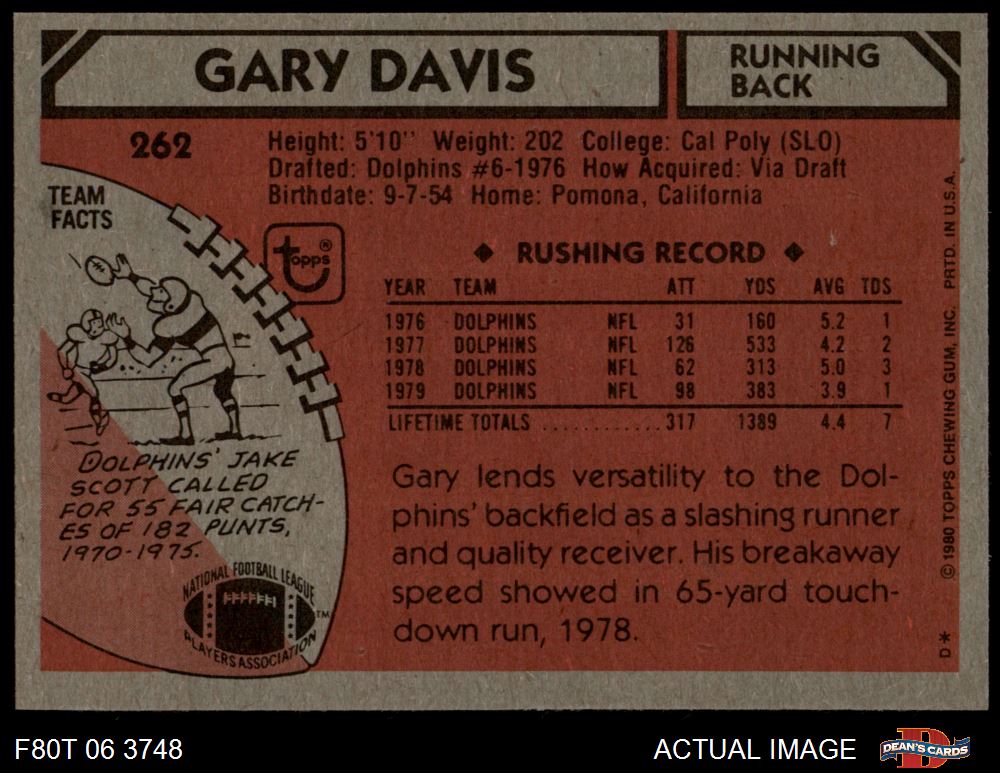 GARY DAVIS
RUNNING
BACK
262
Height: 5'10" Weight: 202 College: Cal Poly (SLO)
Drafted: Dolphins #6-1976 How Acquired: Via Draft
Birthdate: 9-7-54 Home: Pomona, California
TEAM
FACTS
topps®
◆ RUSHING RECORD ◆
YEAR TEAM ATT YDS AVG TDS
1976 DOLPHINS NFL 31 160 5.2 1
1977 DOLPHINS NFL 126 533 4.2 2
1978 DOLPHINS NFL 62 313 5.0 3
1979 DOLPHINS NFL 98 383 3.9 1
LIFETIME TOTALS ............ 317 1389 4.4 7
DOLPHINS' JAKE
SCOTT CALLED
FOR 55 FAIR CATCH-
ES OF 182 PUNTS,
1970-1975.
NATIONAL FOOTBALL LEAGUE
PLAYERS ASSOCIATION
TM
Gary lends versatility to the Dol-
phins' backfield as a slashing runner
and quality receiver. His breakaway
speed showed in 65-yard touch-
down run, 1978.
© 1980 TOPPS CHEWING GUM, INC. PRTD. IN U.S.A.
D*
F80T 06 3748
ACTUAL IMAGE
D
DEAN'S CARDS